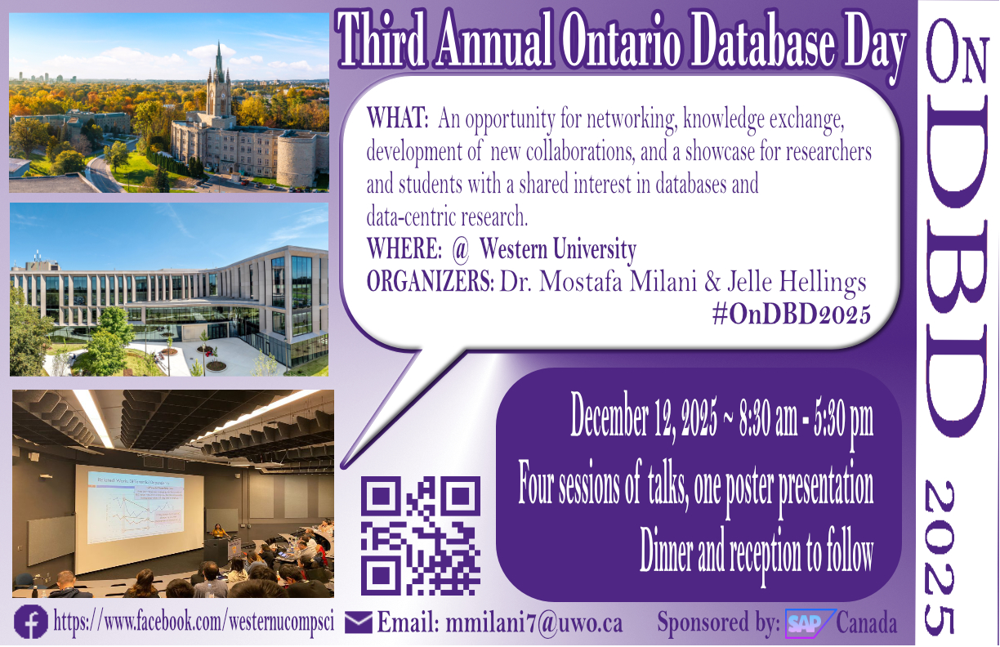 Third Annual Ontario Database Day
WHAT: An opportunity for networking, knowledge exchange,
development of new collaborations, and a showcase for researchers
and students with a shared interest in databases and
data-centric research.
WHERE: @ Western University
ORGANIZERS: Dr. Mostafa Milani & Jelle Hellings
#OnDBD2025
December 12, 2025 ~ 8:30 am - 5:30 pm
Four sessions of talks, one poster presentation
Dinner and reception to follow
https://www.facebook.com/westernucompsci
Email: mmilani7@uwo.ca
Sponsored by: SAP Canada
ONDBD 2025